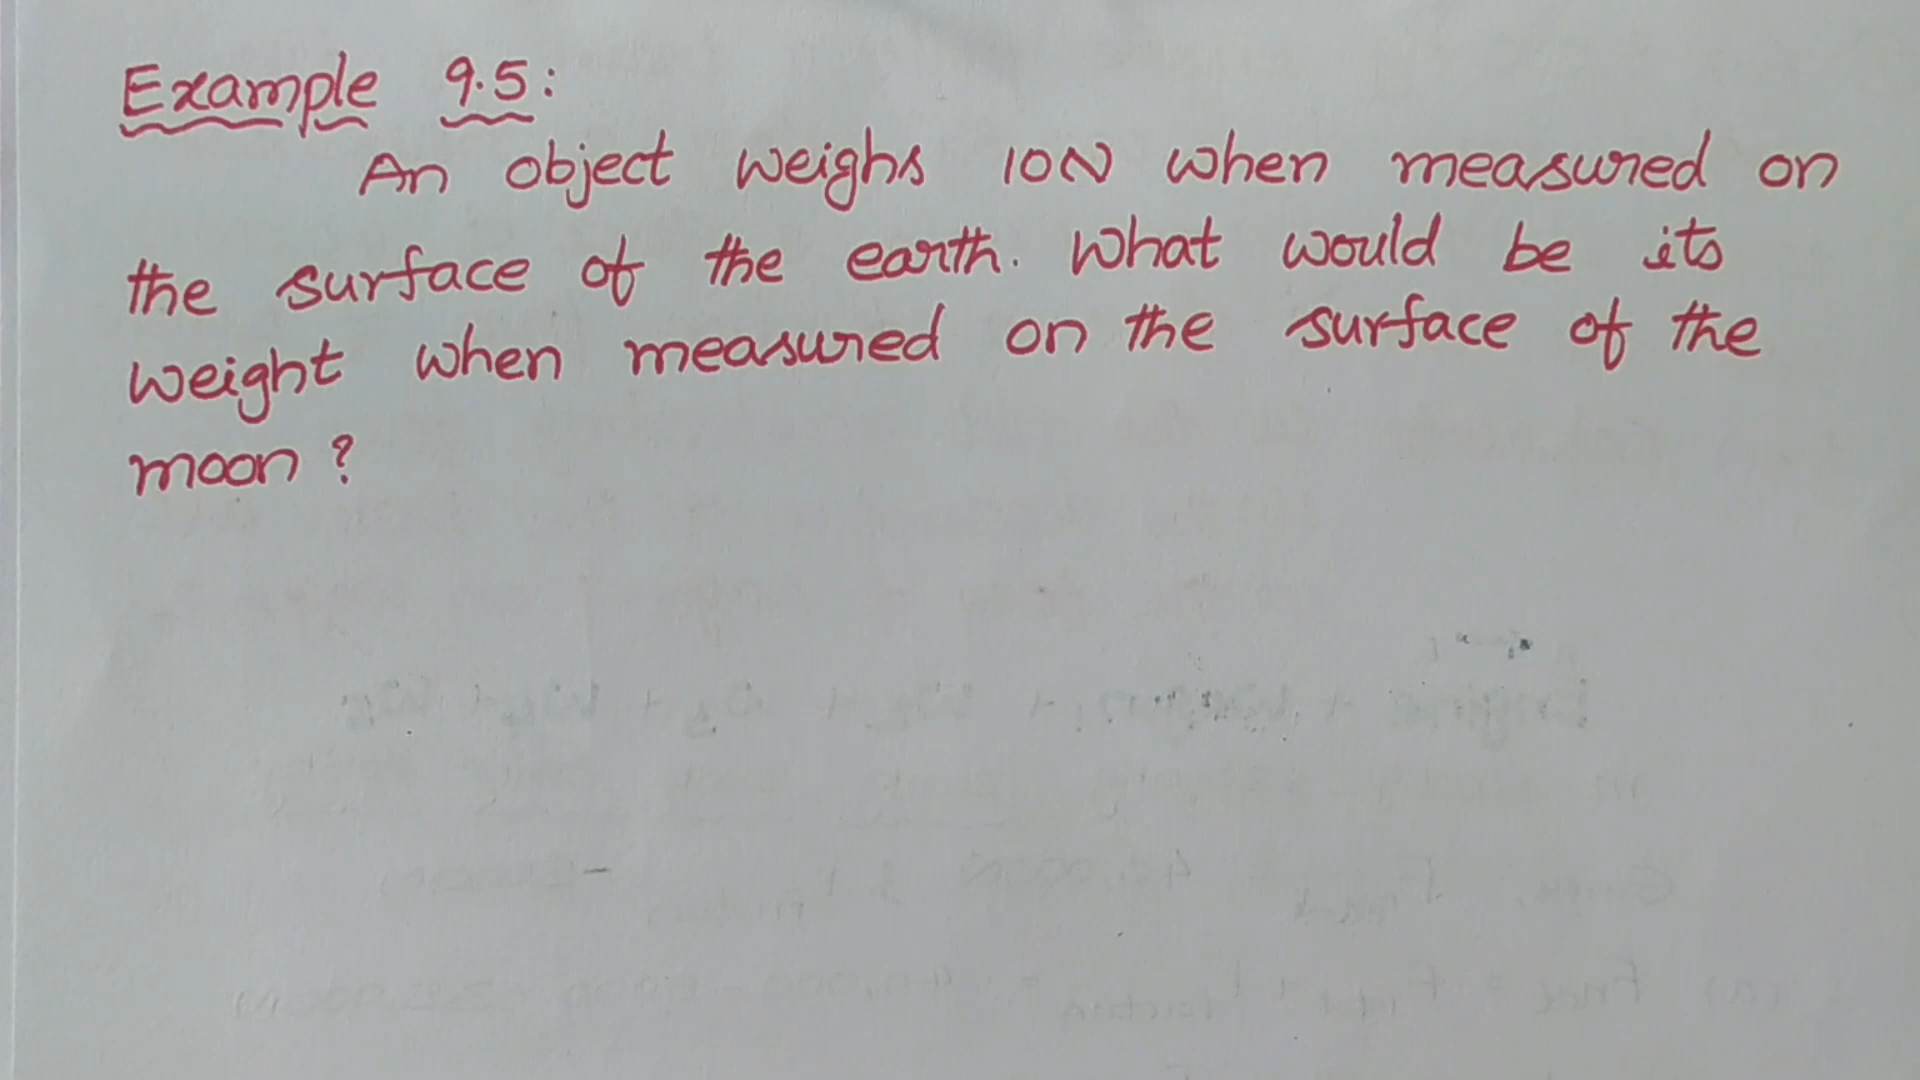 Example 9.5:
An object weighs 10N when measured on
the surface of the earth. What would be its
weight when measured on the surface of the
moon?